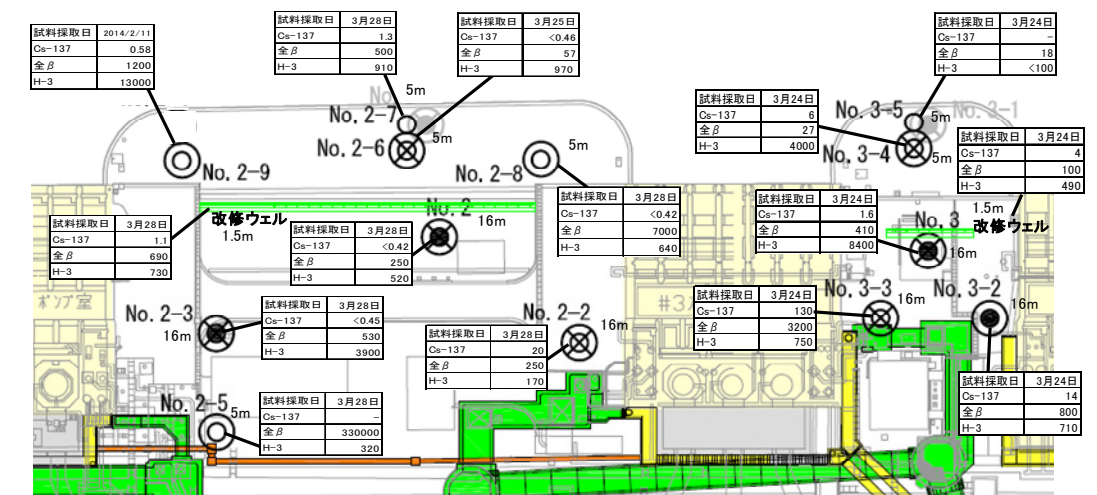 試料採取日 2014/2/11
Cs-137 0.58
全β 1200
H-3 13000
試料採取日 3月28日
Cs-137 1.3
全β 500
H-3 910
試料採取日 3月25日
Cs-137 <0.46
全β 57
H-3 970
試料採取日 3月24日
Cs-137 -
全β 18
H-3 <100
試料採取日 3月24日
Cs-137 6
全β 27
H-3 4000
試料採取日 3月24日
Cs-137 4
全β 100
H-3 490
No 5m
No. 2-7
No. 2-6 5m
No. 3-5 5m No. 3-1
No. 3-4 5m
No. 2-9
No. 2-8 5m
改修ウェル
1.5m
No. 2
16m
1.5m
改修ウェル
No. 3
16m
試料採取日 3月28日
Cs-137 1.1
全β 690
H-3 730
試料採取日 3月28日
Cs-137 <0.42
全β 250
H-3 520
試料採取日 3月28日
Cs-137 <0.42
全β 7000
H-3 640
試料採取日 3月24日
Cs-137 1.6
全β 410
H-3 8400
ポンプ室
No. 2-3
16m
試料採取日 3月28日
Cs-137 <0.45
全β 530
H-3 3900
No. 2-2
16m
試料採取日 3月28日
Cs-137 20
全β 250
H-3 170
#3
試料採取日 3月24日
Cs-137 130
全β 3200
H-3 750
No. 3-3 16m
No. 3-2
16m
試料採取日 3月24日
Cs-137 14
全β 800
H-3 710
No. 2-5 5m
試料採取日 3月28日
Cs-137 -
全β 330000
H-3 320